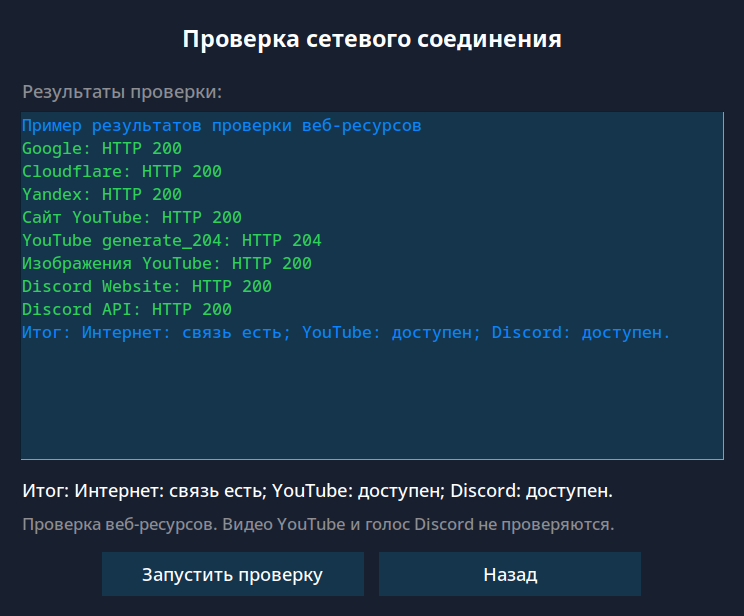 Проверка сетевого соединения
Результаты проверки:
Пример результатов проверки веб-ресурсов
Google: HTTP 200
Cloudflare: HTTP 200
Yandex: HTTP 200
Сайт YouTube: HTTP 200
YouTube generate_204: HTTP 204
Изображения YouTube: HTTP 200
Discord Website: HTTP 200
Discord API: HTTP 200
Итог: Интернет: связь есть; YouTube: доступен; Discord: доступен.
Итог: Интернет: связь есть; YouTube: доступен; Discord: доступен.
Проверка веб-ресурсов. Видео YouTube и голос Discord не проверяются.
Запустить проверку
Назад